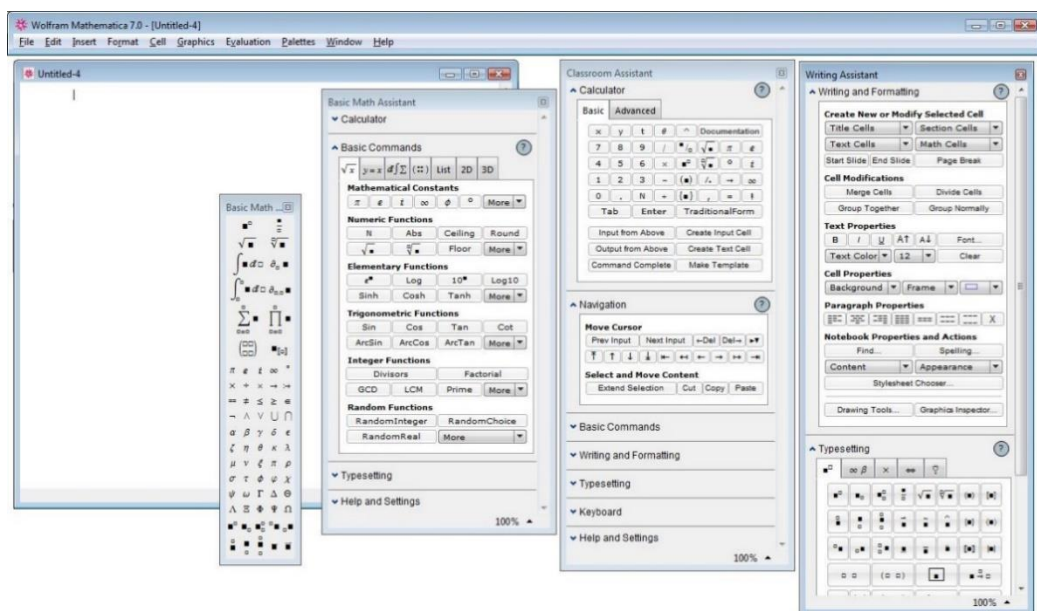 Wolfram Mathematica 7.0 - [Untitled-4]
File Edit Insert Format Cell Graphics Evaluation Palettes Window Help
Untitled-4
Basic Math ...
π e i ∞ °
× ÷ × → ↦
== ≠ ≤ ≥ ∈
¬ ∧ ∨ ∪ ∩
α β γ δ ε
ζ η θ κ λ
μ ν ξ π ρ
σ τ ϕ φ χ
ψ ω Γ Δ Θ
Λ Ξ Φ Ψ Ω
Basic Math Assistant
Calculator
Basic Commands
?
√x y=x d∫Σ (::) List 2D 3D
Mathematical Constants
π e i ∞ ϕ ° More
Numeric Functions
N Abs Ceiling Round
Floor More
Elementary Functions
e■ Log 10■ Log10
Sinh Cosh Tanh More
Trigonometric Functions
Sin Cos Tan Cot
ArcSin ArcCos ArcTan More
Integer Functions
Divisors Factorial
GCD LCM Prime More
Random Functions
RandomInteger RandomChoice
RandomReal More
Typesetting
Help and Settings
100%
Classroom Assistant
Calculator
?
Basic Advanced
x y t θ ^ Documentation
7 8 9 / π e
4 5 6 × ° i
1 2 3 - (■) /. → ∞
0 . N + {■} , = !
Tab Enter TraditionalForm
Input from Above Create Input Cell
Output from Above Create Text Cell
Command Complete Make Template
Navigation
?
Move Cursor
Prev Input Next Input ←Del Del→
Select and Move Content
Extend Selection Cut Copy Paste
Basic Commands
Writing and Formatting
Typesetting
Keyboard
Help and Settings
100%
Writing Assistant
Writing and Formatting
?
Create New or Modify Selected Cell
Title Cells Section Cells
Text Cells Math Cells
Start Slide End Slide Page Break
Cell Modifications
Merge Cells Divide Cells
Group Together Group Normally
Text Properties
B I U A↑ A↓ Font...
Text Color 12 Clear
Cell Properties
Background Frame
Paragraph Properties
X
Notebook Properties and Actions
Find... Spelling...
Content Appearance
Stylesheet Chooser...
Drawing Tools... Graphics Inspector...
Typesetting
?
∞ β ×
100%